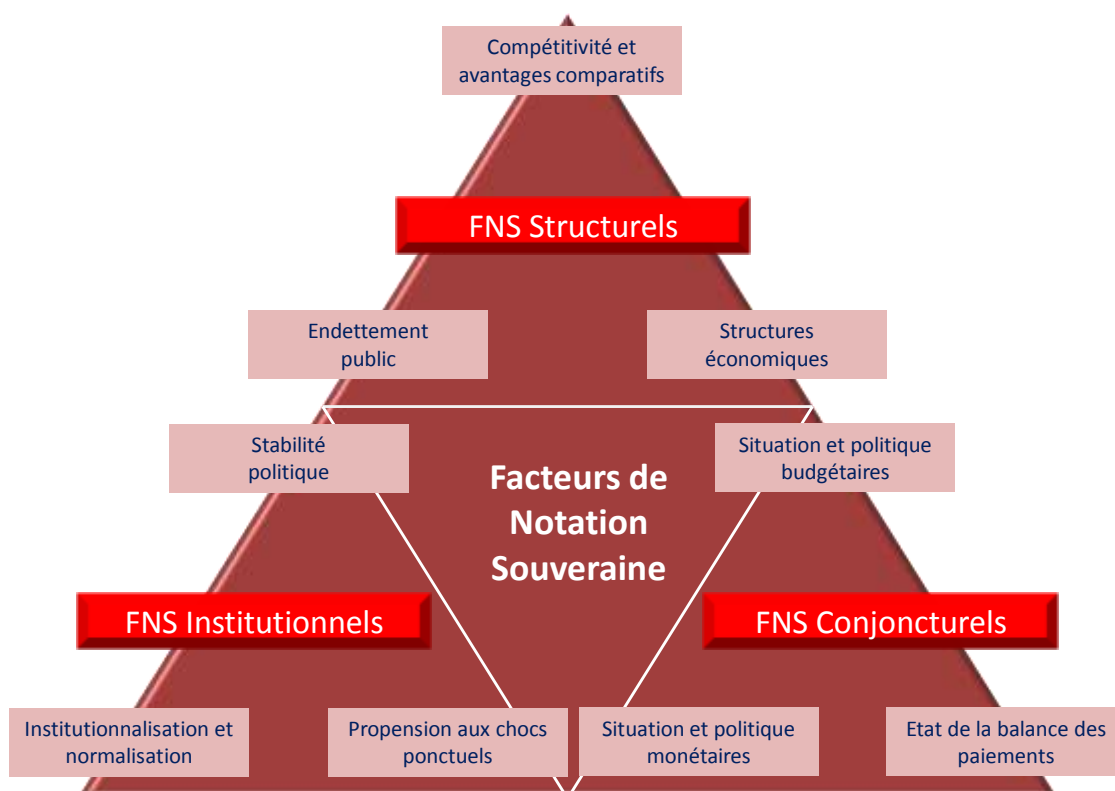 Compétitivité et
avantages comparatifs
FNS Structurels
Endettement
public
Structures
économiques
Stabilité
politique
Situation et politique
budgétaires
Facteurs de
Notation
Souveraine
FNS Institutionnels
FNS Conjoncturels
Institutionnalisation et
normalisation
Propension aux chocs
ponctuels
Situation et politique
monétaires
Etat de la balance des
paiements